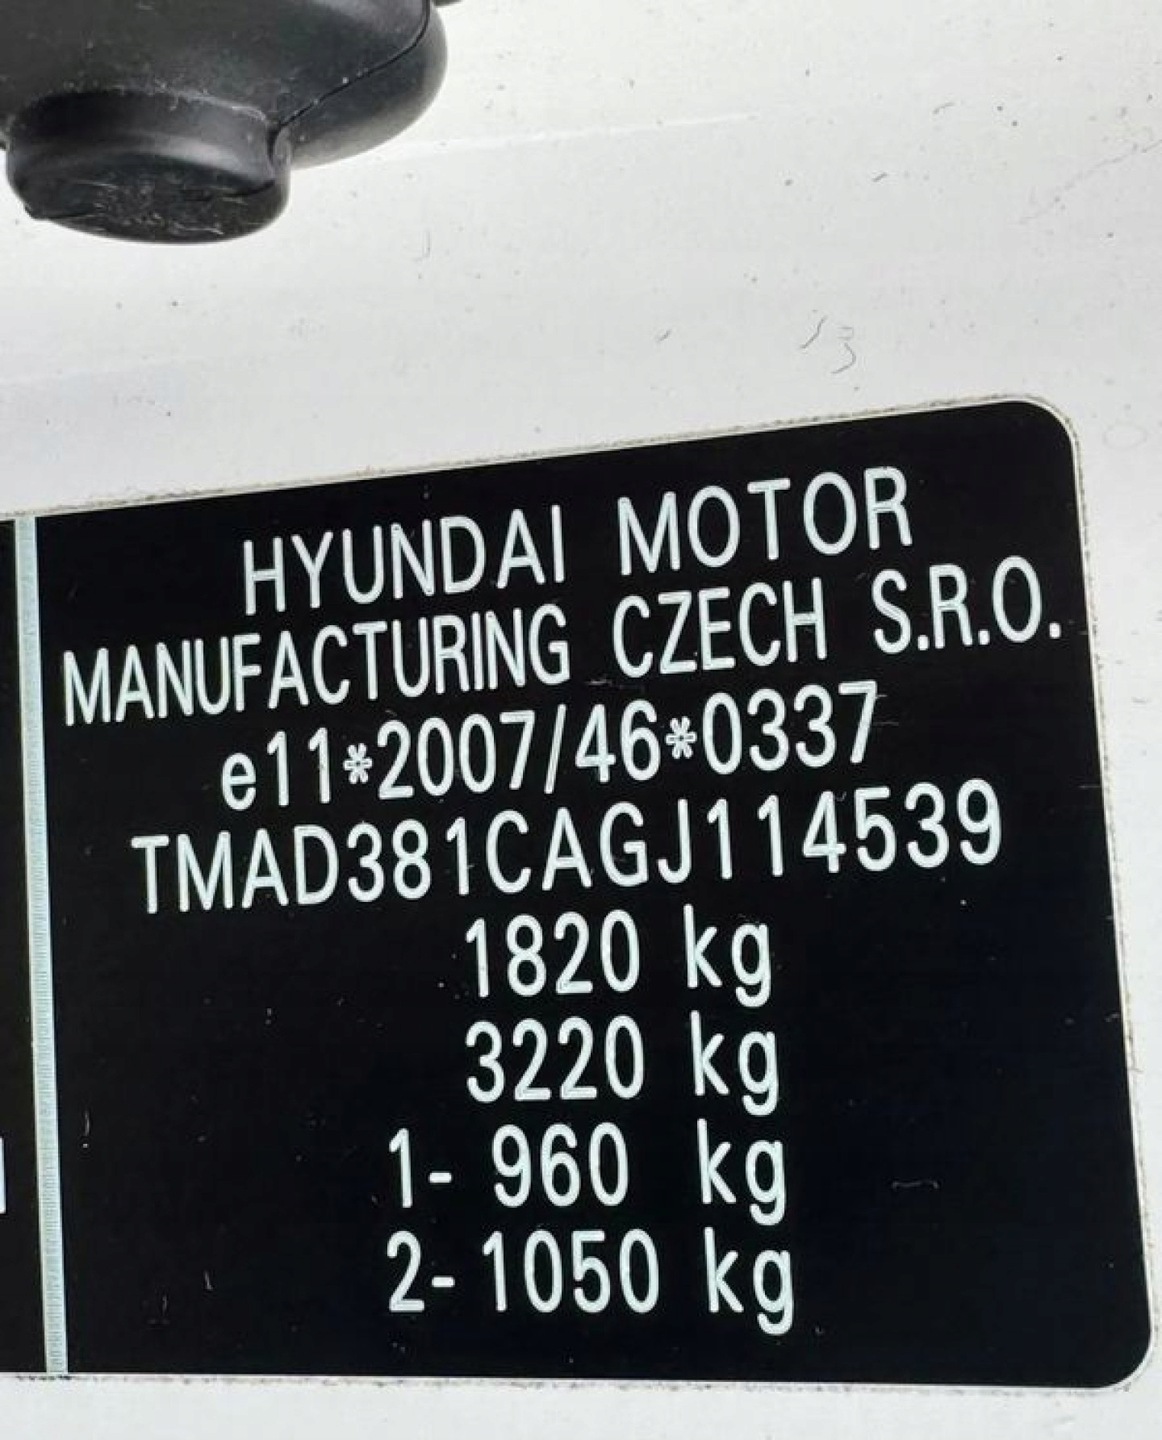 HYUNDAI MOTOR
MANUFACTURING CZECH S.R.O.
e11*2007/46*0337
TMAD381CAGJ114539
1820 kg
3220 kg
1- 960 kg
2- 1050 kg